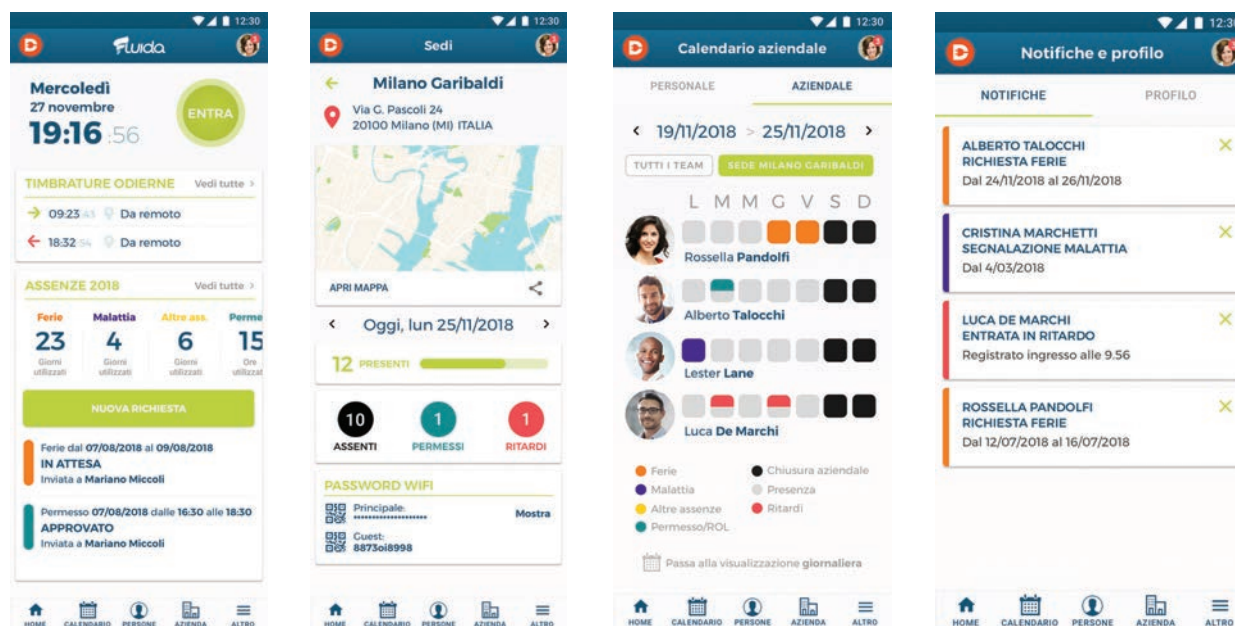 12:30
Fluida
Mercoledì
27 novembre
19:16 :56
ENTRA
TIMBRATURE ODIERNE Vedi tutte >
09:23 :43 Da remoto
18:32 :54 Da remoto
ASSENZE 2018 Vedi tutte >
Ferie Malattia Altre ass. Perme
23 4 6 15
Giorni Giorni Giorni Ore
utilizzati utilizzati utilizzati utilizzat
NUOVA RICHIESTA
Ferie dal 07/08/2018 al 09/08/2018
IN ATTESA
Inviata a Mariano Miccoli
Permesso 07/08/2018 dalle 16:30 alle 18:30
APPROVATO
Inviata a Mariano Miccoli
HOME CALENDARIO PERSONE AZIENDA ALTRO
12:30
Sedi
Milano Garibaldi
Via G. Pascoli 24
20100 Milano (MI) ITALIA
APRI MAPPA
< Oggi, lun 25/11/2018 >
12 PRESENTI
10 1 1
ASSENTI PERMESSI RITARDI
PASSWORD WIFI
Principale:
******************** Mostra
Guest:
8873oi8998
HOME CALENDARIO PERSONE AZIENDA ALTRO
12:30
Calendario aziendale
PERSONALE AZIENDALE
< 19/11/2018 > 25/11/2018 >
TUTTI I TEAM SEDE MILANO GARIBALDI
L M M G V S D
Rossella Pandolfi
Alberto Talocchi
Lester Lane
Luca De Marchi
Ferie Chiusura aziendale
Malattia Presenza
Altre assenze Ritardi
Permesso/ROL
Passa alla visualizzazione giornaliera
HOME CALENDARIO PERSONE AZIENDA ALTRO
12:30
Notifiche e profilo
NOTIFICHE PROFILO
ALBERTO TALOCCHI
RICHIESTA FERIE
Dal 24/11/2018 al 26/11/2018
CRISTINA MARCHETTI
SEGNALAZIONE MALATTIA
Dal 4/03/2018
LUCA DE MARCHI
ENTRATA IN RITARDO
Registrato ingresso alle 9.56
ROSSELLA PANDOLFI
RICHIESTA FERIE
Dal 12/07/2018 al 16/07/2018
HOME CALENDARIO PERSONE AZIENDA ALTRO